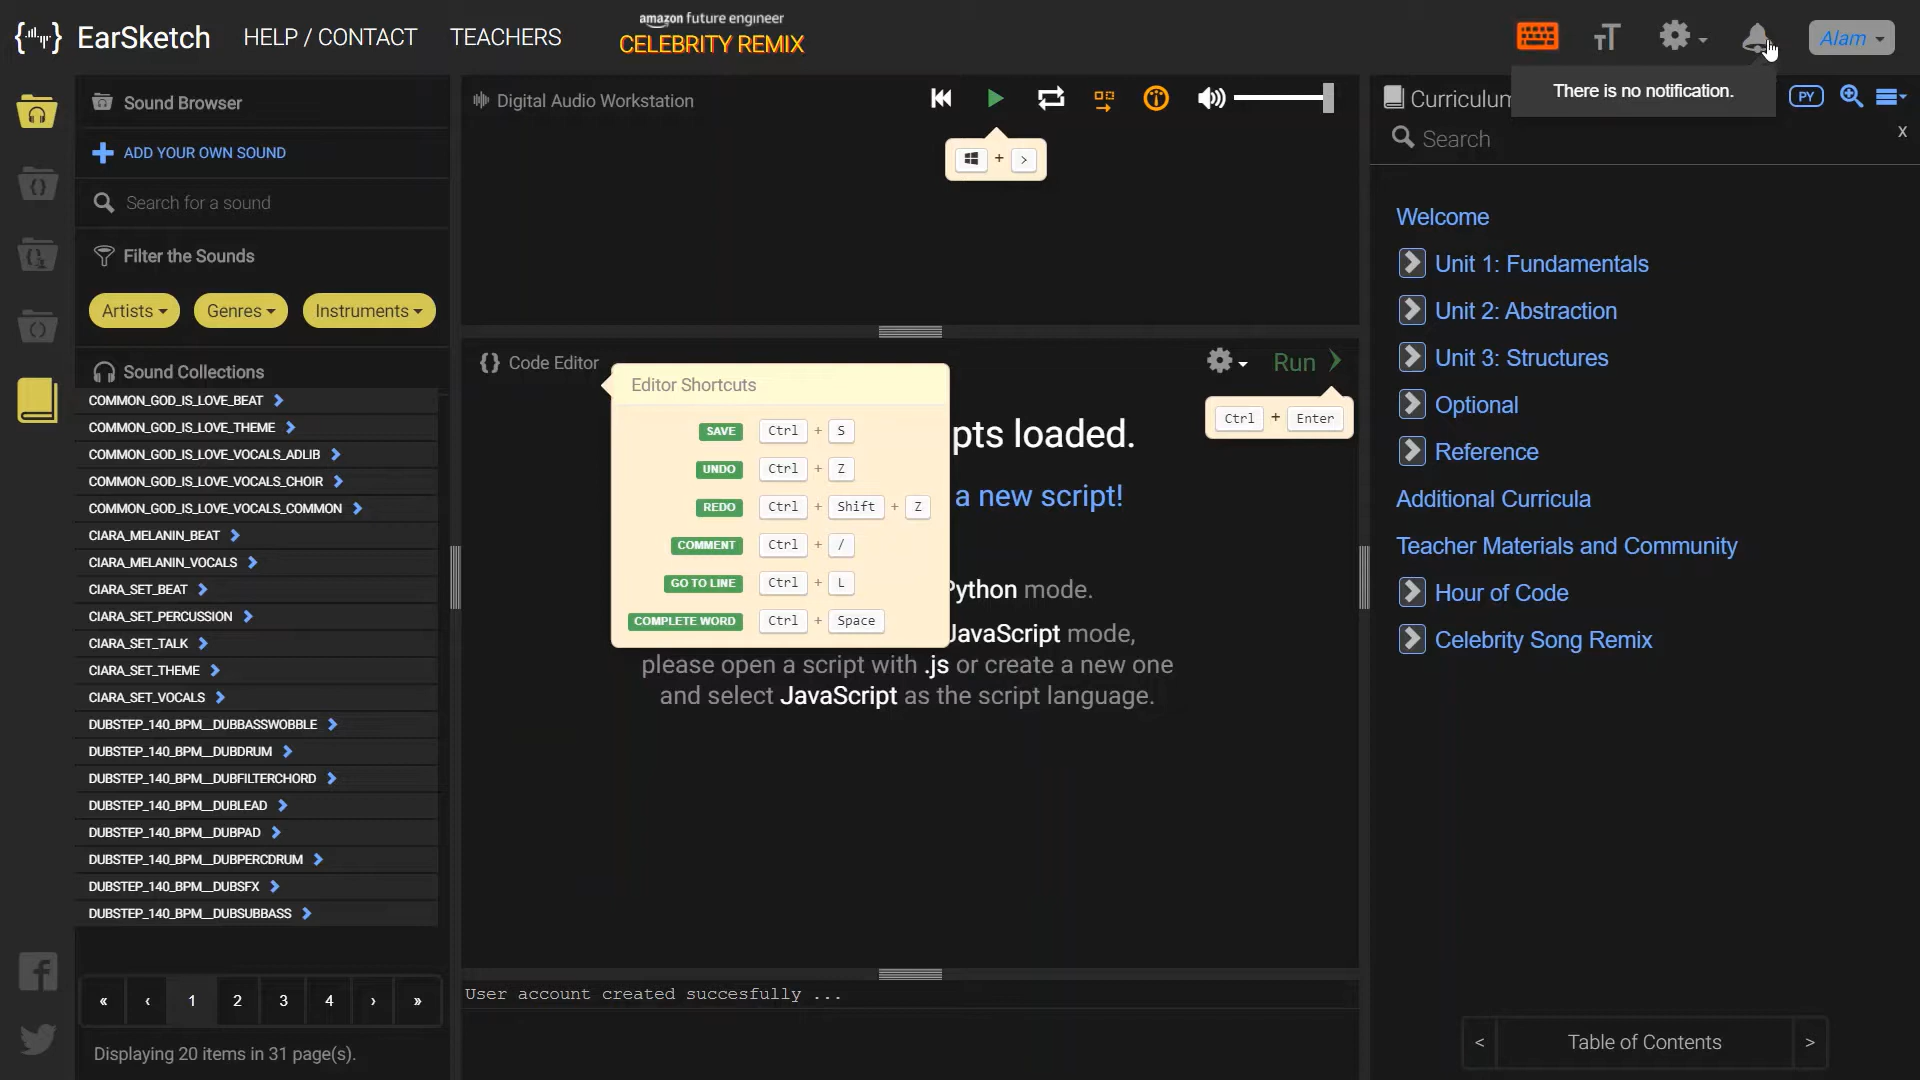 EarSketch
HELP / CONTACT
TEACHERS
amazon future engineer
CELEBRITY REMIX
Alam
There is no notification.
Sound Browser
ADD YOUR OWN SOUND
Search for a sound
Filter the Sounds
Artists
Genres
Instruments
Sound Collections
COMMON_GOD_IS_LOVE_BEAT
COMMON_GOD_IS_LOVE_THEME
COMMON_GOD_IS_LOVE_VOCALS_ADLIB
COMMON_GOD_IS_LOVE_VOCALS_CHOIR
COMMON_GOD_IS_LOVE_VOCALS_COMMON
CIARA_MELANIN_BEAT
CIARA_MELANIN_VOCALS
CIARA_SET_BEAT
CIARA_SET_PERCUSSION
CIARA_SET_TALK
CIARA_SET_THEME
CIARA_SET_VOCALS
DUBSTEP_140_BPM__DUBBASSWOBBLE
DUBSTEP_140_BPM__DUBDRUM
DUBSTEP_140_BPM__DUBFILTERCHORD
DUBSTEP_140_BPM__DUBLEAD
DUBSTEP_140_BPM__DUBPAD
DUBSTEP_140_BPM__DUBPERCDRUM
DUBSTEP_140_BPM__DUBSFX
DUBSTEP_140_BPM__DUBSUBBASS
« ‹ 1 2 3 4 › »
Displaying 20 items in 31 page(s).
Digital Audio Workstation
+ >
Code Editor
Run
Ctrl + Enter
Editor Shortcuts
SAVE Ctrl + S
UNDO Ctrl + Z
REDO Ctrl + Shift + Z
COMMENT Ctrl + /
GO TO LINE Ctrl + L
COMPLETE WORD Ctrl + Space
pts loaded.
a new script!
Python mode.
JavaScript mode,
please open a script with .js or create a new one
and select JavaScript as the script language.
User account created succesfully ...
Curriculum
PY
Search
X
Welcome
Unit 1: Fundamentals
Unit 2: Abstraction
Unit 3: Structures
Optional
Reference
Additional Curricula
Teacher Materials and Community
Hour of Code
Celebrity Song Remix
< Table of Contents >